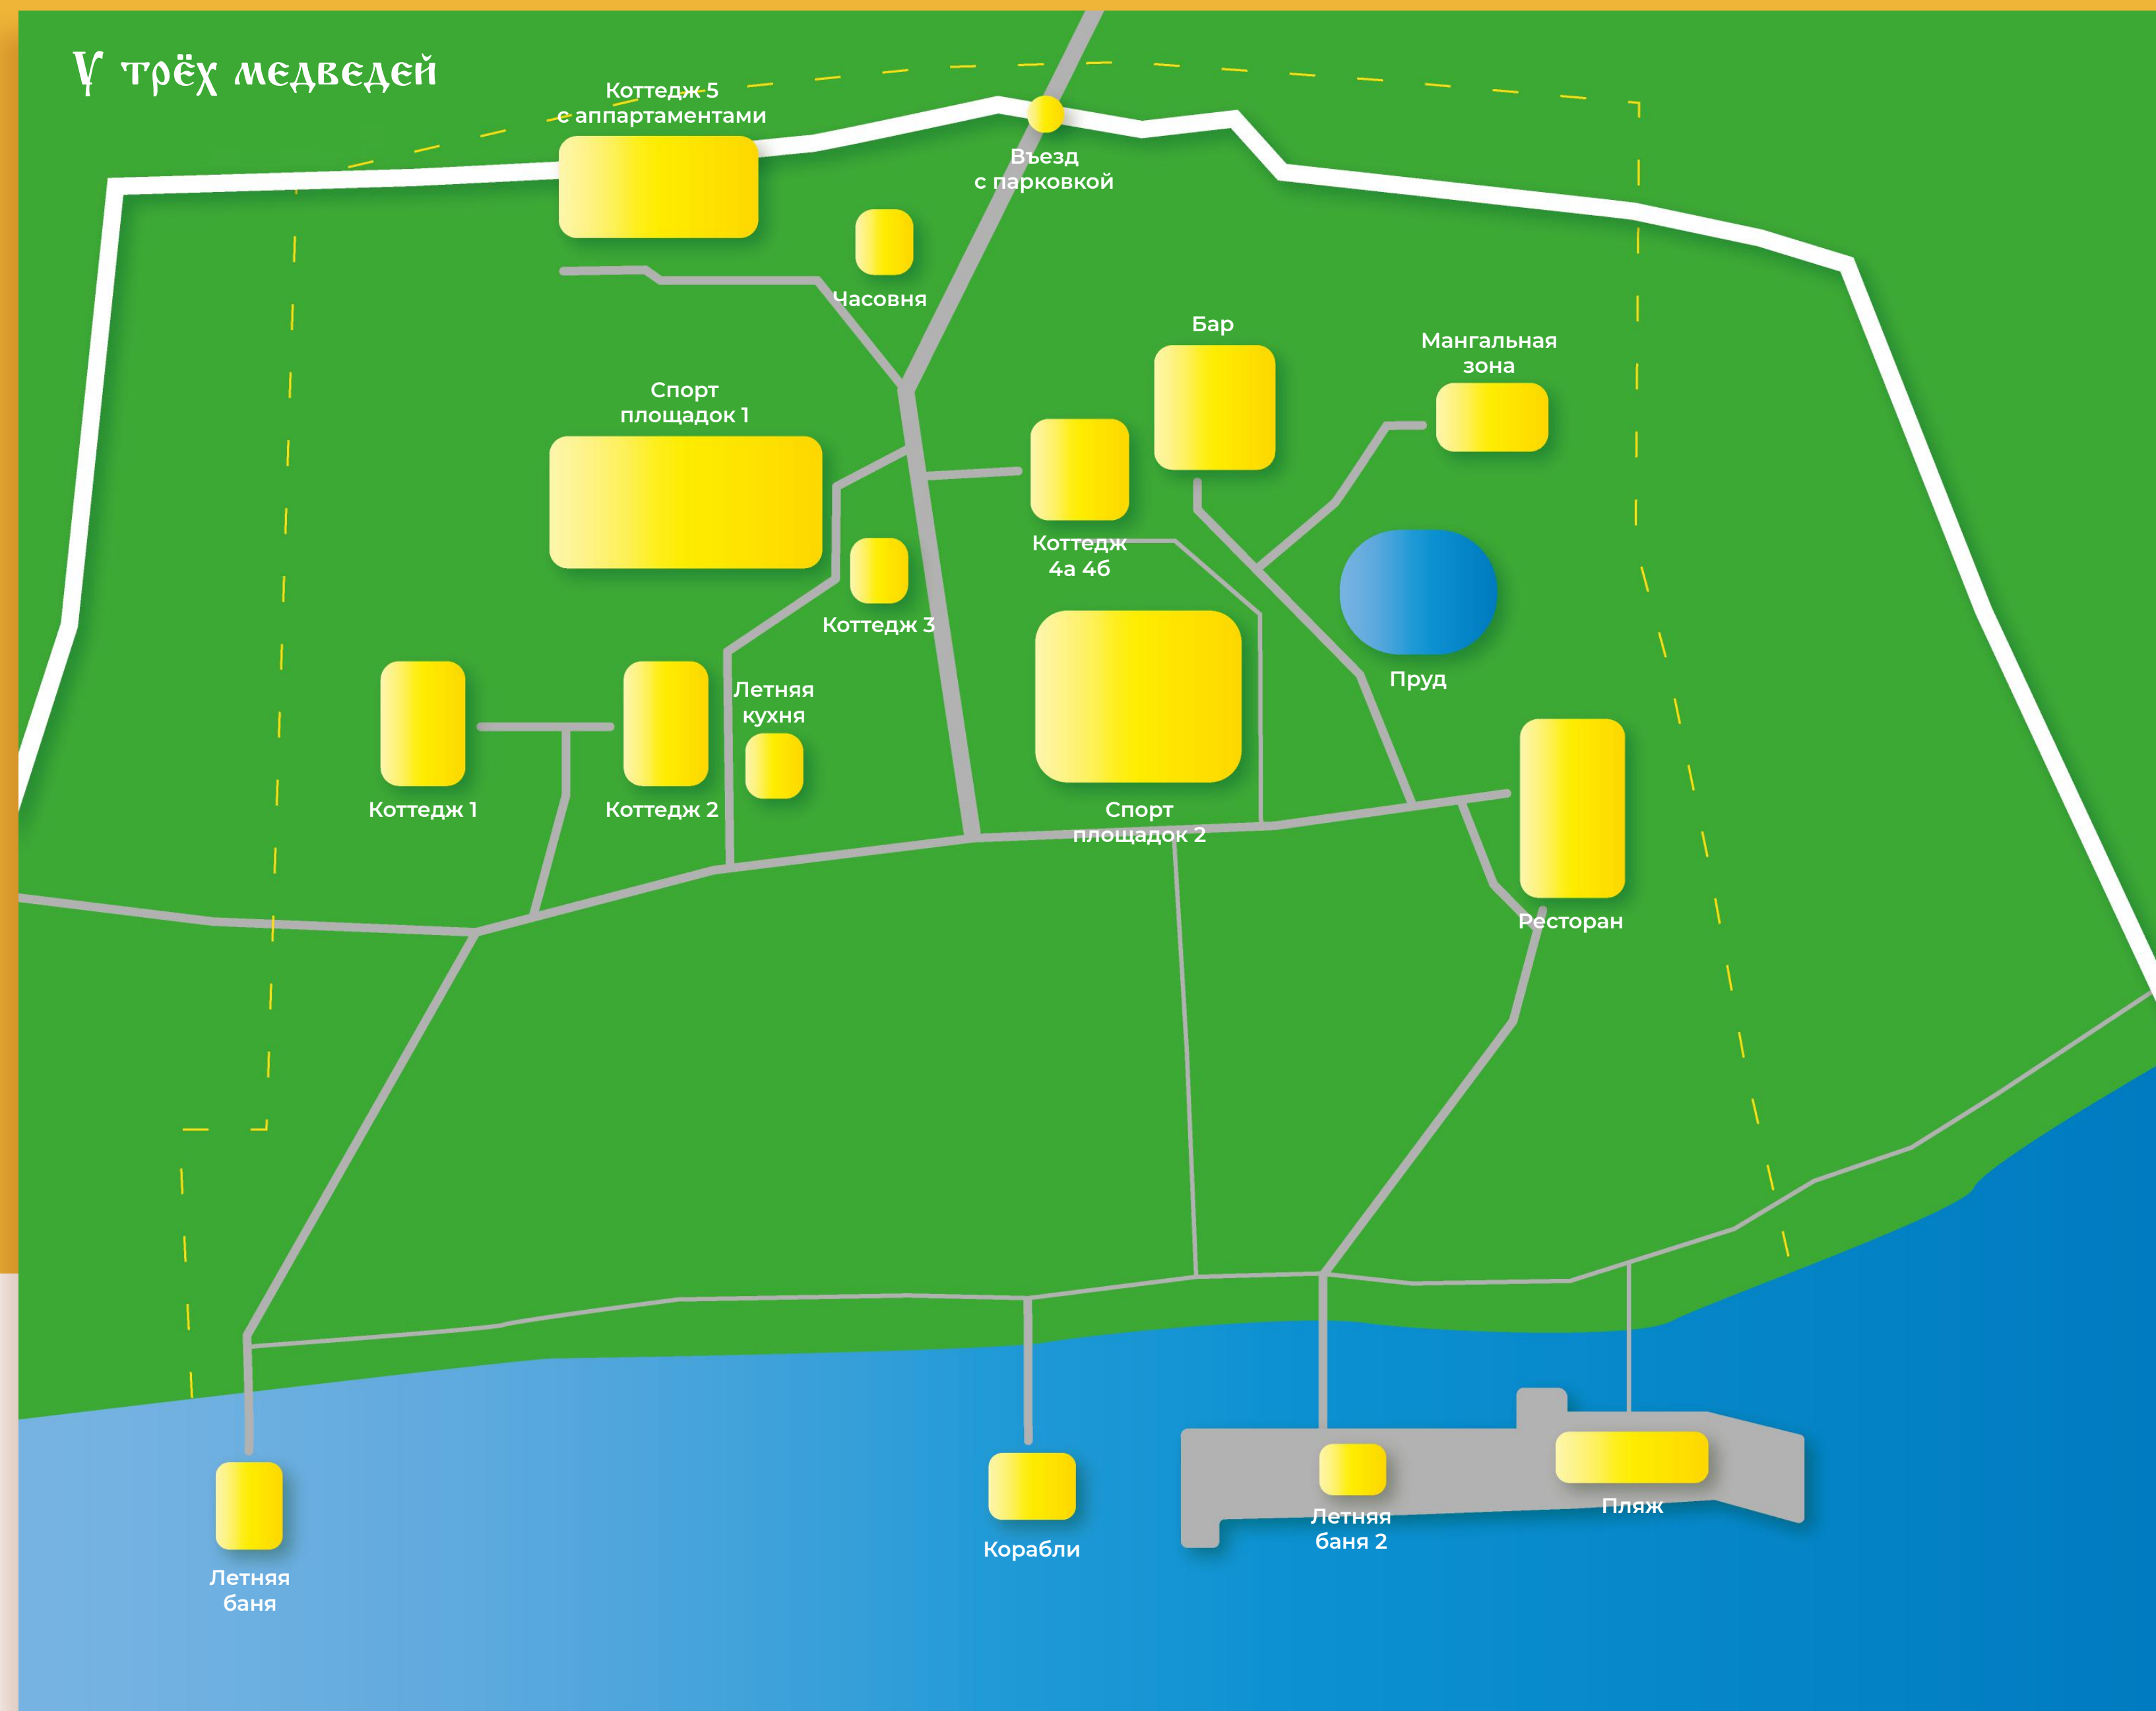 У трёх медведей
Коттедж 5
с аппартаментами
Въезд
с парковкой
Часовня
Бар
Мангальная
зона
Спорт
площадок 1
Коттедж
4а 4б
Коттедж 3
Пруд
Летняя
кухня
Коттедж 1
Коттедж 2
Спорт
площадок 2
Ресторан
Пляж
Летняя
баня 2
Корабли
Летняя
баня